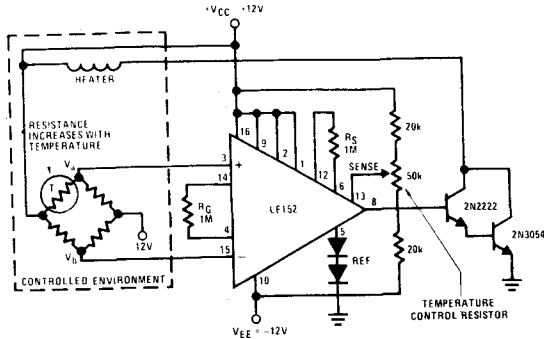 +VCC +12V
HEATER
RESISTANCE
INCREASES WITH
TEMPERATURE
T
Va
Vb
12V
CONTROLLED ENVIRONMENT
3
+
14
RG
1M
4
15
−
16
9
2
1
12
RS
1M
6
SENSE
13
8
LF152
5
REF
10
VEE = -12V
20k
50k
20k
2N2222
2N3054
TEMPERATURE
CONTROL RESISTOR